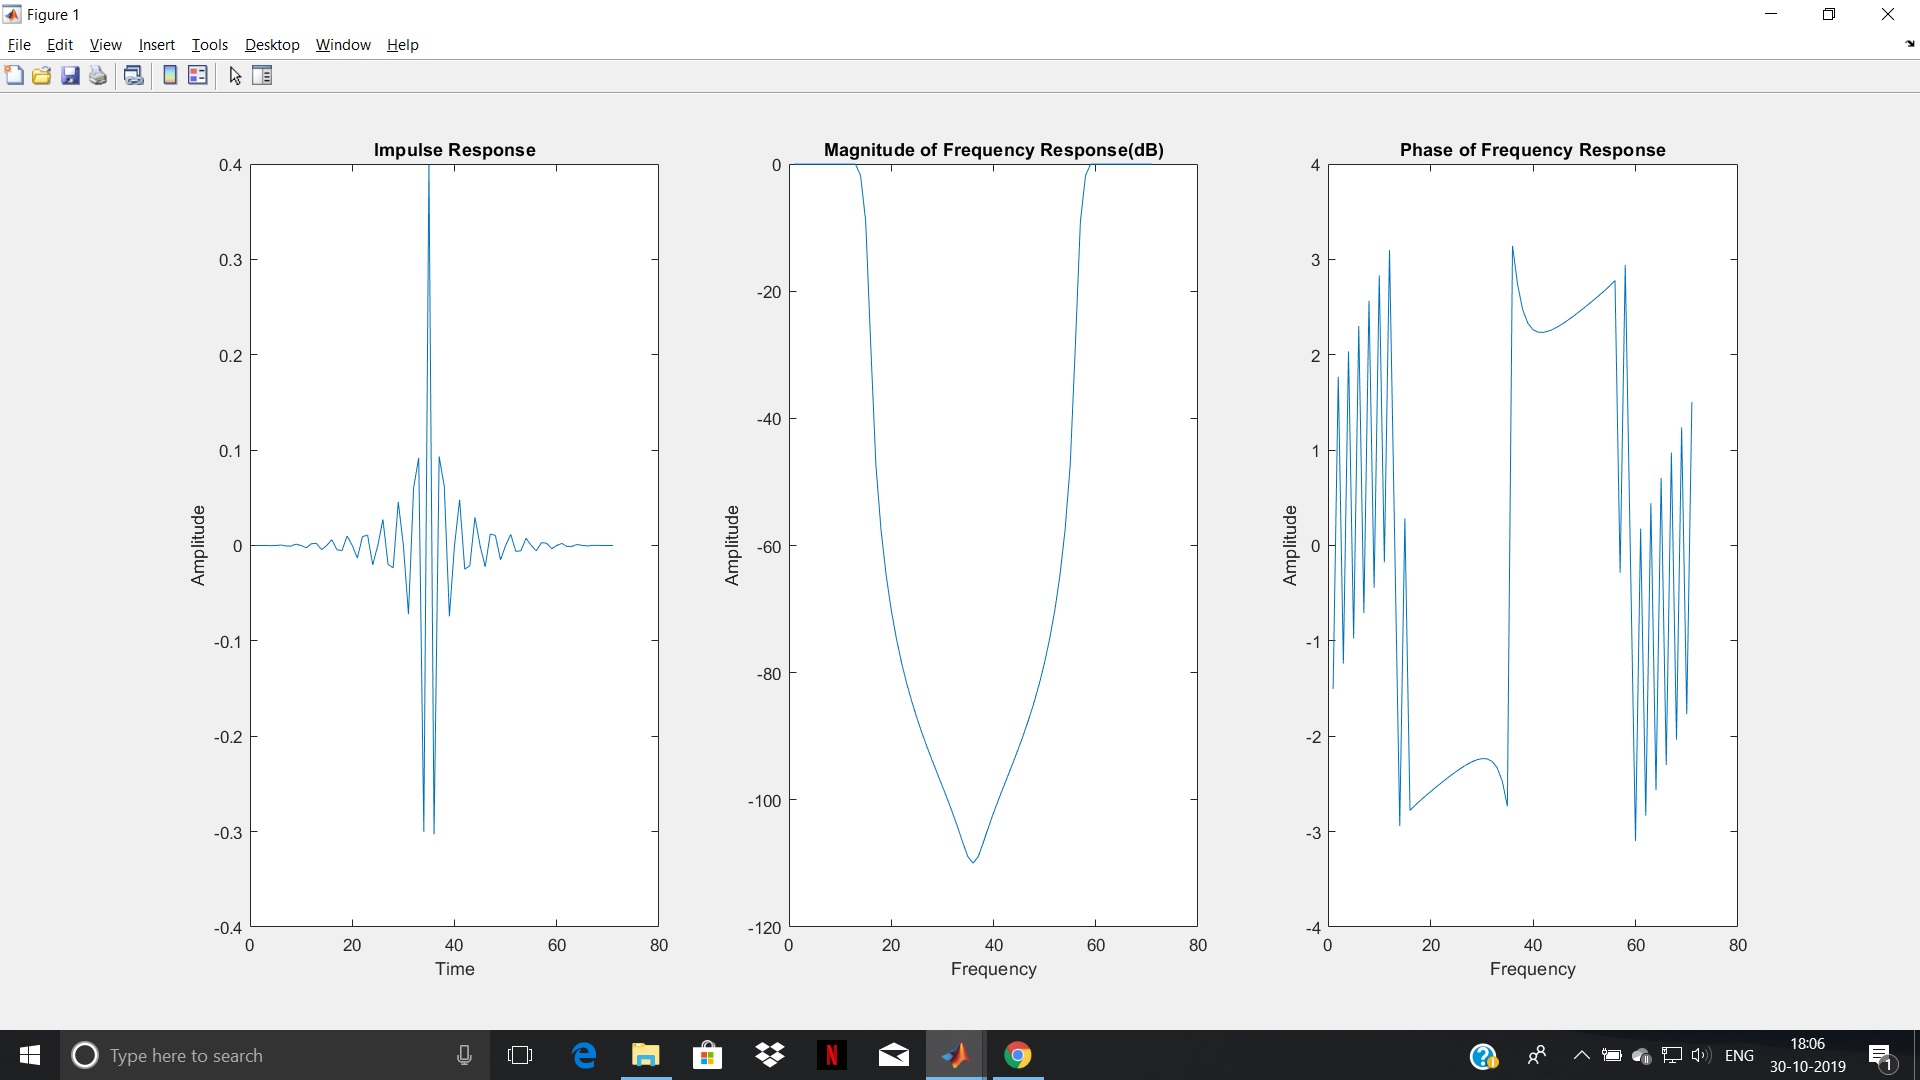 Figure 1
File Edit View Insert Tools Desktop Window Help
Impulse Response
0.4
0.3
0.2
0.1
0
-0.1
-0.2
-0.3
-0.4
0 20 40 60 80
Time
Amplitude
Magnitude of Frequency Response(dB)
0
-20
-40
-60
-80
-100
-120
0 20 40 60 80
Frequency
Amplitude
Phase of Frequency Response
4
3
2
1
0
-1
-2
-3
-4
0 20 40 60 80
Frequency
Amplitude
Type here to search
N
ENG
18:06
30-10-2019
1